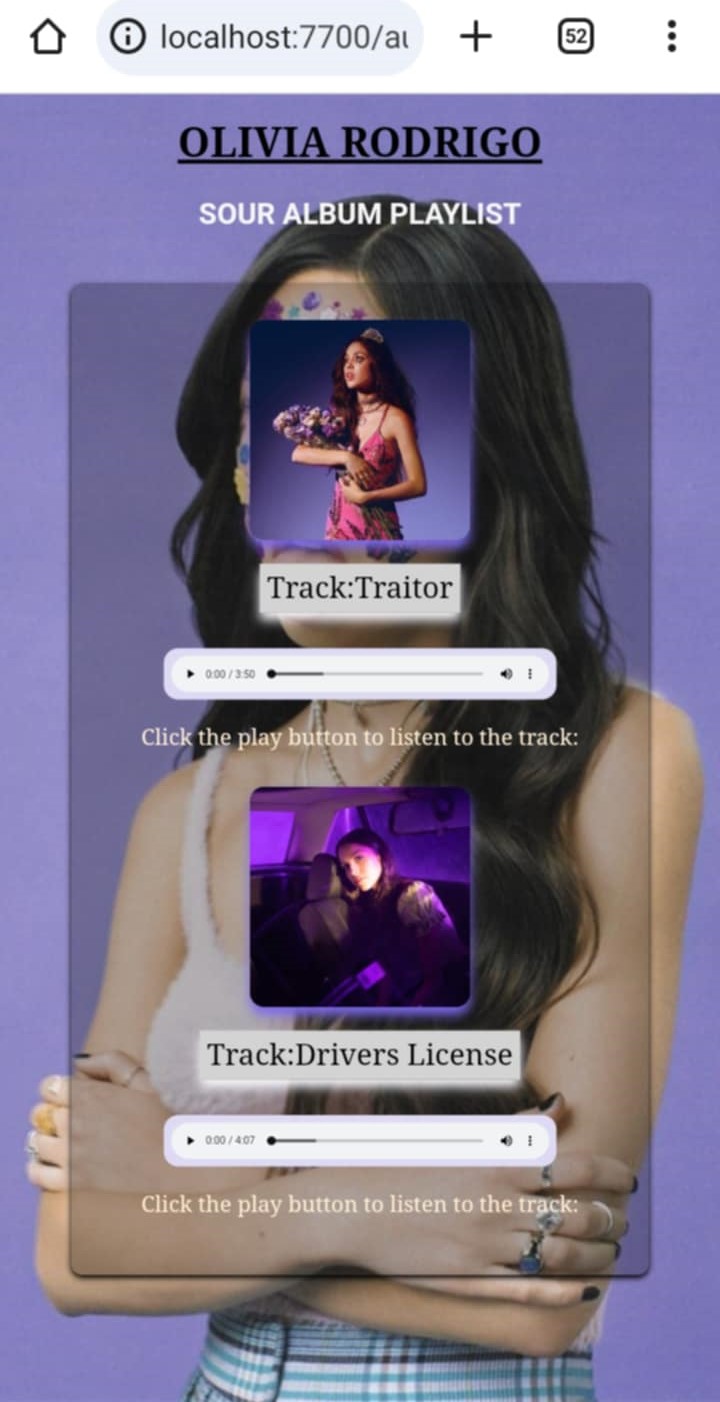 localhost:7700/au
52
OLIVIA RODRIGO
SOUR ALBUM PLAYLIST
Track:Traitor
0:00 / 3:50
Click the play button to listen to the track:
Track:Drivers License
0:00 / 4:07
Click the play button to listen to the track: